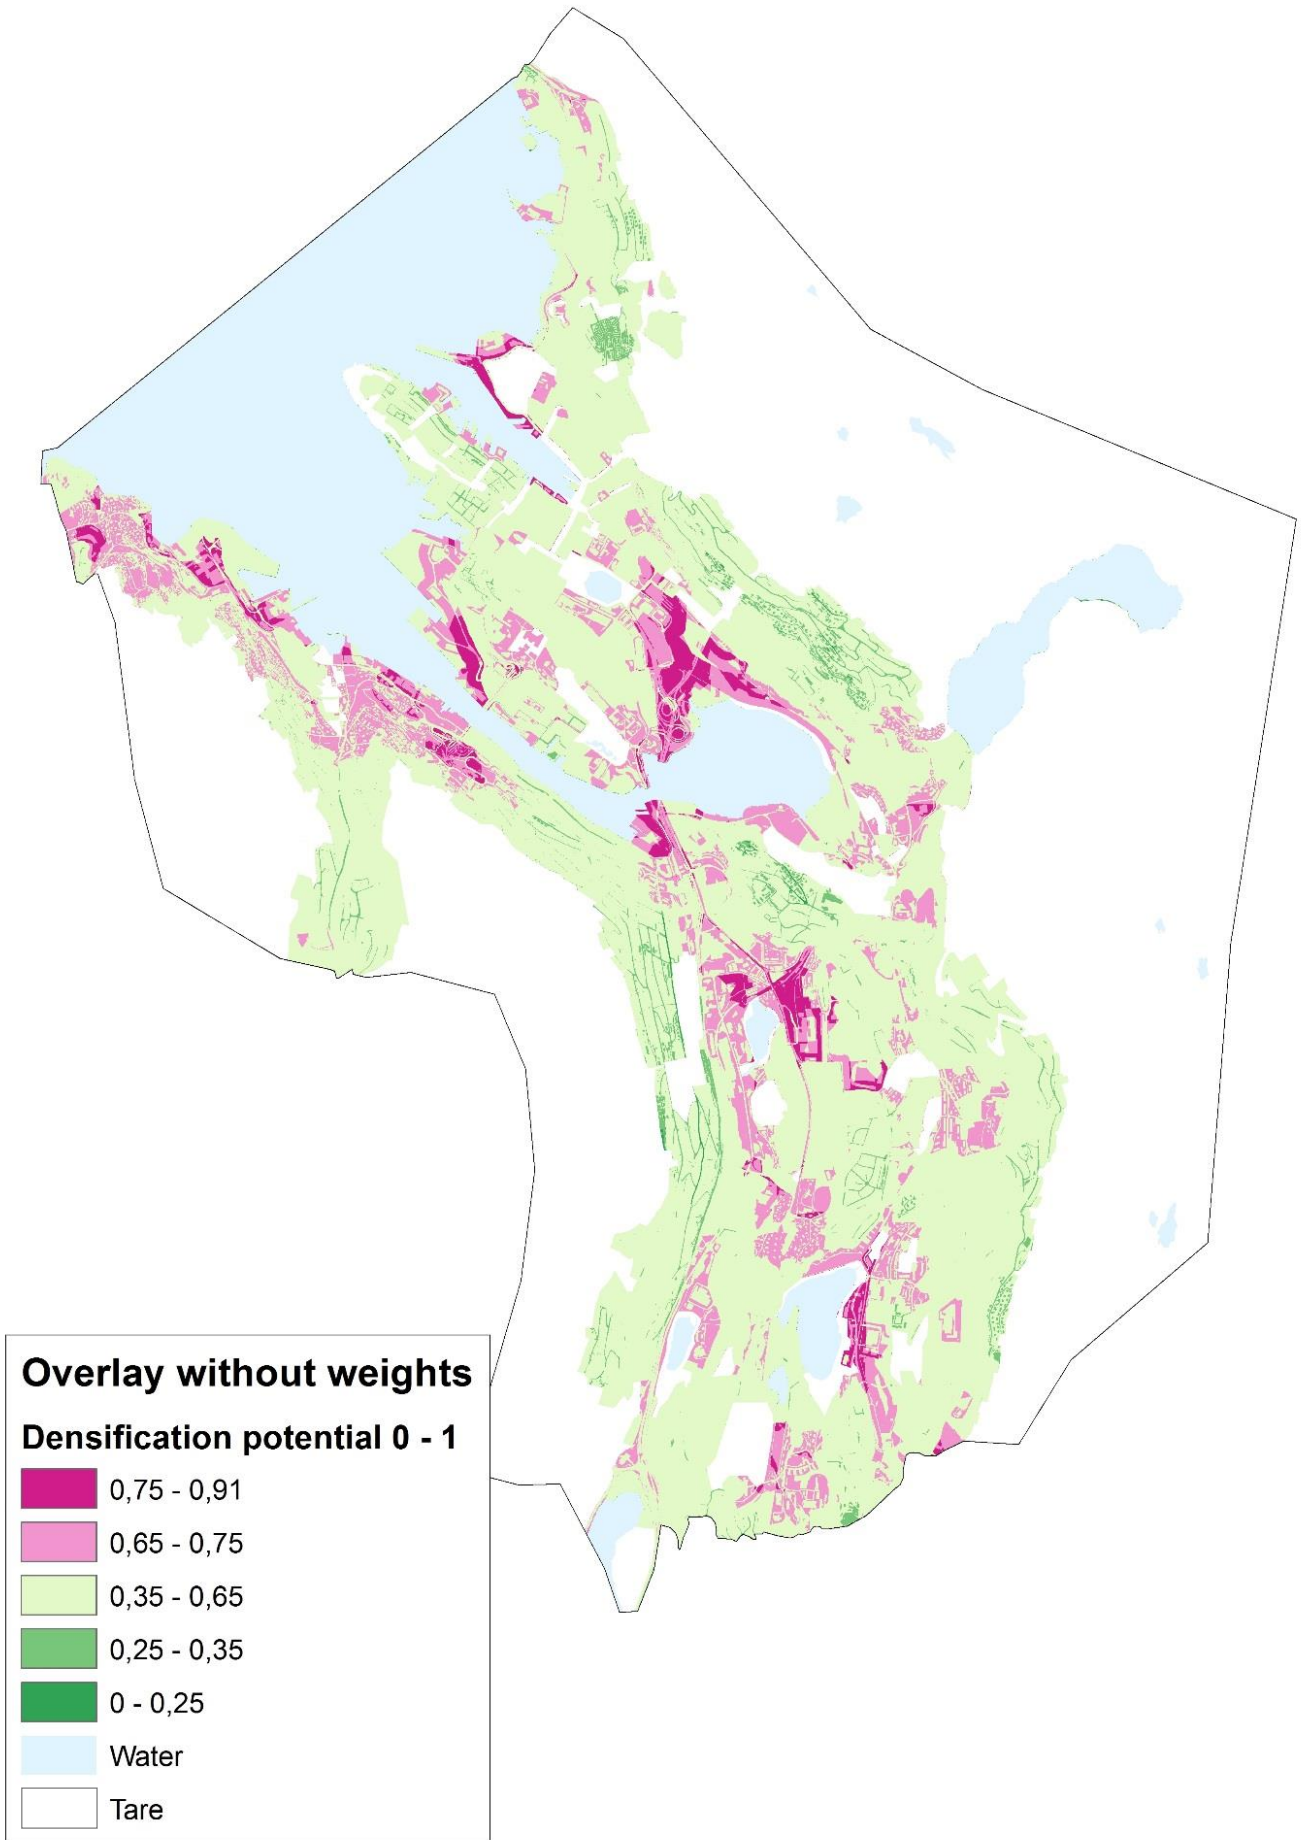 Overlay without weights
Densification potential 0 - 1
0,75 - 0,91
0,65 - 0,75
0,35 - 0,65
0,25 - 0,35
0 - 0,25
Water
Tare